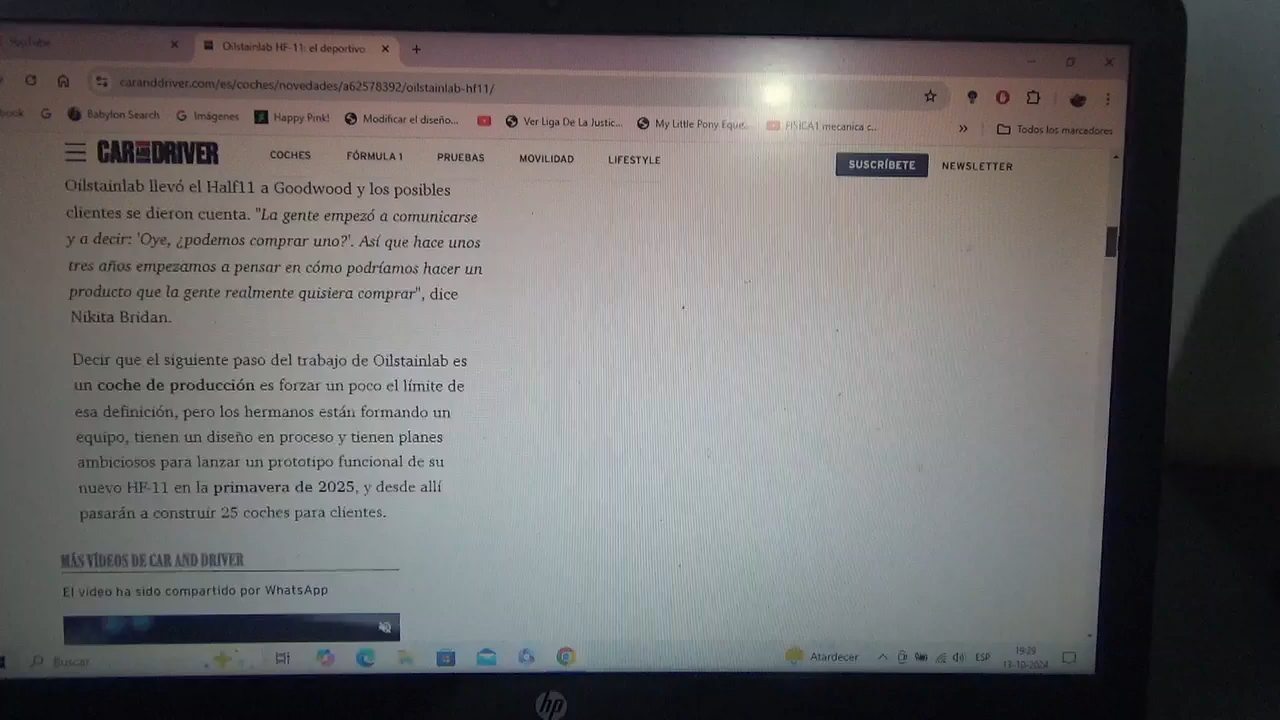 YouTube
Oilstainlab HF-11: el deportivo
caranddriver.com/es/coches/novedades/a62578392/oilstainlab-hf11/
book Babylon Search Imágenes Happy Pink! Modificar el diseño... Ver Liga De La Justic... My Little Pony Eque... FISICA1 mecanica c... » Todos los marcadores
CAR AND DRIVER COCHES FÓRMULA 1 PRUEBAS MOVILIDAD LIFESTYLE SUSCRÍBETE NEWSLETTER
Oilstainlab llevó el Half11 a Goodwood y los posibles
clientes se dieron cuenta. "La gente empezó a comunicarse
y a decir: 'Oye, ¿podemos comprar uno?'. Así que hace unos
tres años empezamos a pensar en cómo podríamos hacer un
producto que la gente realmente quisiera comprar", dice
Nikita Bridan.
Decir que el siguiente paso del trabajo de Oilstainlab es
un coche de producción es forzar un poco el límite de
esa definición, pero los hermanos están formando un
equipo, tienen un diseño en proceso y tienen planes
ambiciosos para lanzar un prototipo funcional de su
nuevo HF-11 en la primavera de 2025, y desde allí
pasarán a construir 25 coches para clientes.
MÁS VÍDEOS DE CAR AND DRIVER
El vídeo ha sido compartido por WhatsApp
Buscar Atardecer ESP 19:29
13-10-2024
hp